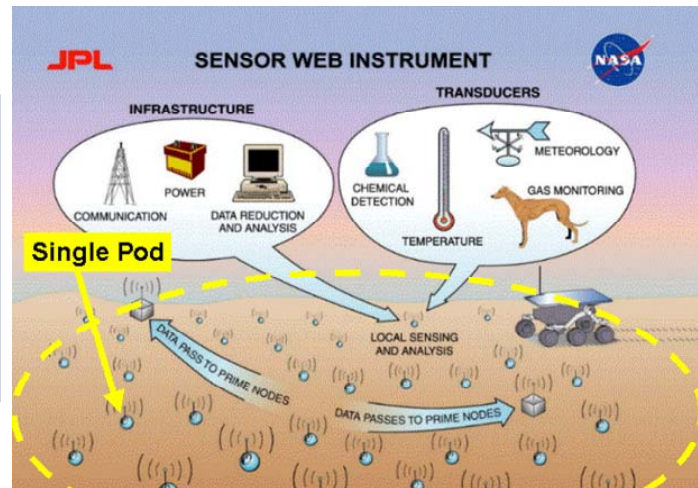 JPL
SENSOR WEB INSTRUMENT
NASA
INFRASTRUCTURE
COMMUNICATION
POWER
DATA REDUCTION
AND ANALYSIS
TRANSDUCERS
CHEMICAL
DETECTION
TEMPERATURE
METEOROLOGY
GAS MONITORING
Single Pod
LOCAL SENSING
AND ANALYSIS
DATA PASS TO PRIME NODES
DATA PASSES TO PRIME NODES